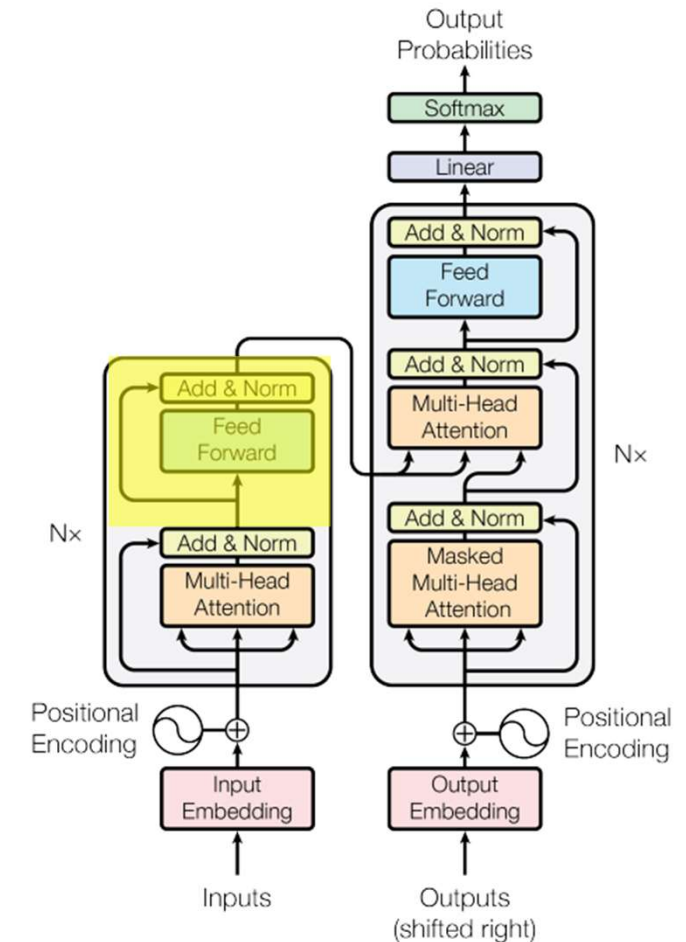 Output
Probabilities
Softmax
Linear
Add & Norm
Feed
Forward
Add & Norm
Multi-Head
Attention
Nx
Add & Norm
Masked
Multi-Head
Attention
Add & Norm
Feed
Forward
Nx
Add & Norm
Multi-Head
Attention
Positional
Encoding
Positional
Encoding
Input
Embedding
Output
Embedding
Inputs
Outputs
(shifted right)